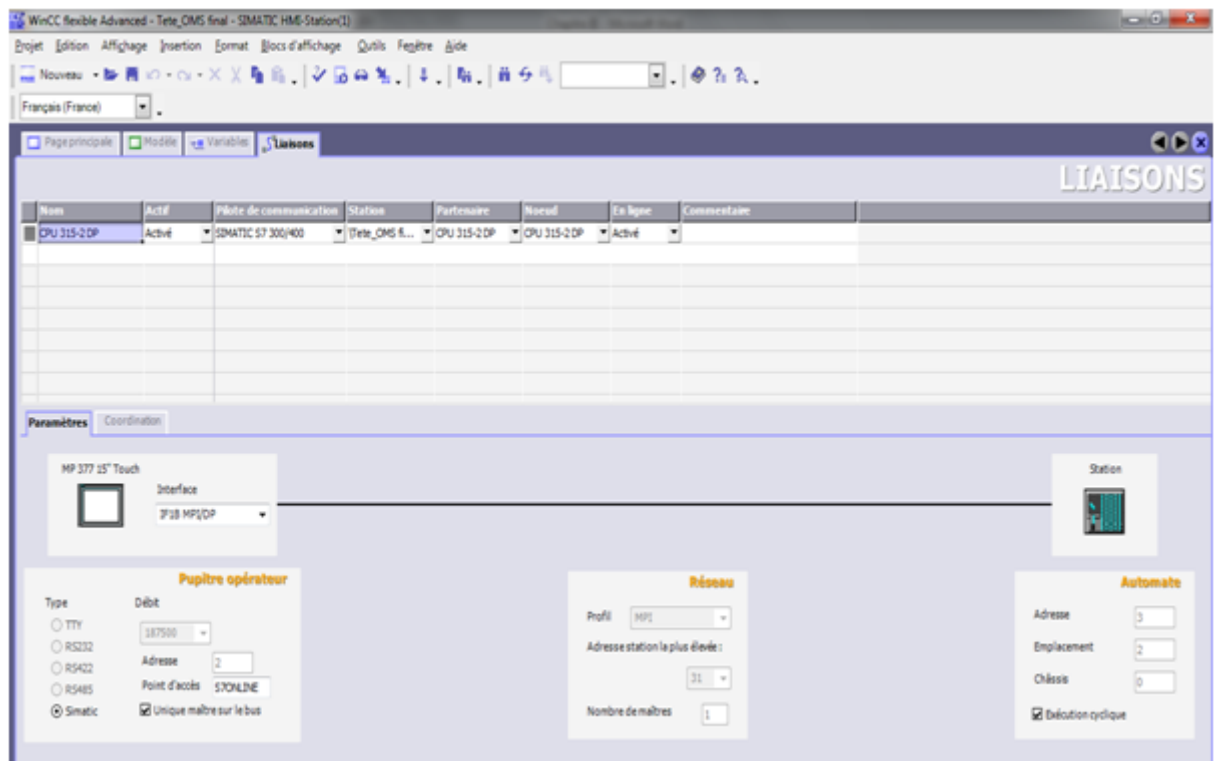 WinCC flexible Advanced - Tete_OMS final - SIMATIC HMI-Station(1)
Projet Edition Affichage Insertion Format Blocs d'affichage Outils Fenêtre Aide
Nouveau
Français (France)
Page principale Modèle Variables Liaisons
LIAISONS
Nom Actif Pilote de communication Station Partenaire Noeud En ligne Commentaire
CPU 315-2 DP Activé SIMATIC S7 300/400 \Tete_OMS fi... CPU 315-2 DP CPU 315-2 DP Activé
Paramètres Coordination
MP 377 15" Touch
Interface
IF1B MPI/DP
Station
Pupitre opérateur
Type Débit
TTY
187500
RS232
Adresse 2
RS422
Point d'accès S7ONLINE
RS485
Simatic
Unique maître sur le bus
Réseau
Profil MPI
Adresse station la plus élevée :
31
Nombre de maîtres 1
Automate
Adresse 3
Emplacement 2
Châssis 0
Exécution cyclique